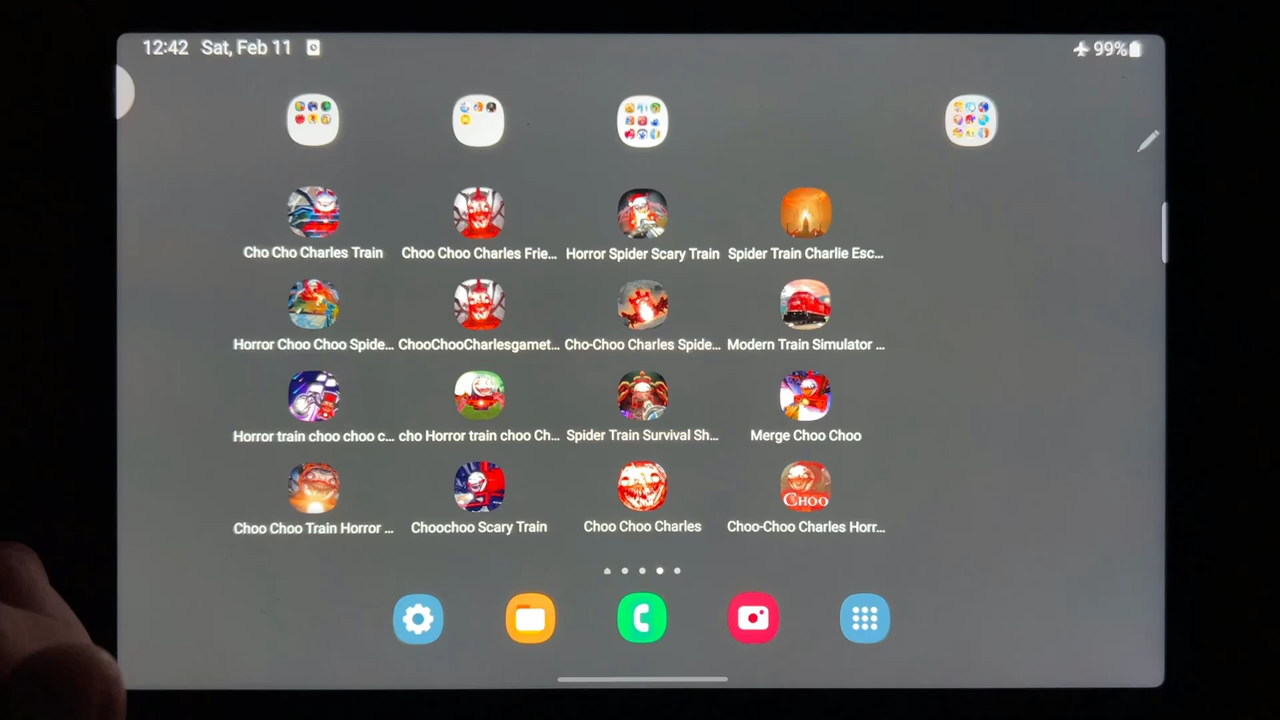 12:42 Sat, Feb 11 99%
Cho Cho Charles Train Choo Choo Charles Frie... Horror Spider Scary Train Spider Train Charlie Esc...
Horror Choo Choo Spide... ChooChooCharlesgamet... Cho-Choo Charles Spide... Modern Train Simulator ...
Horror train choo choo c... cho Horror train choo Ch... Spider Train Survival Sh... Merge Choo Choo
CHOO
Choo Choo Train Horror ... Choochoo Scary Train Choo Choo Charles Choo-Choo Charles Horr...